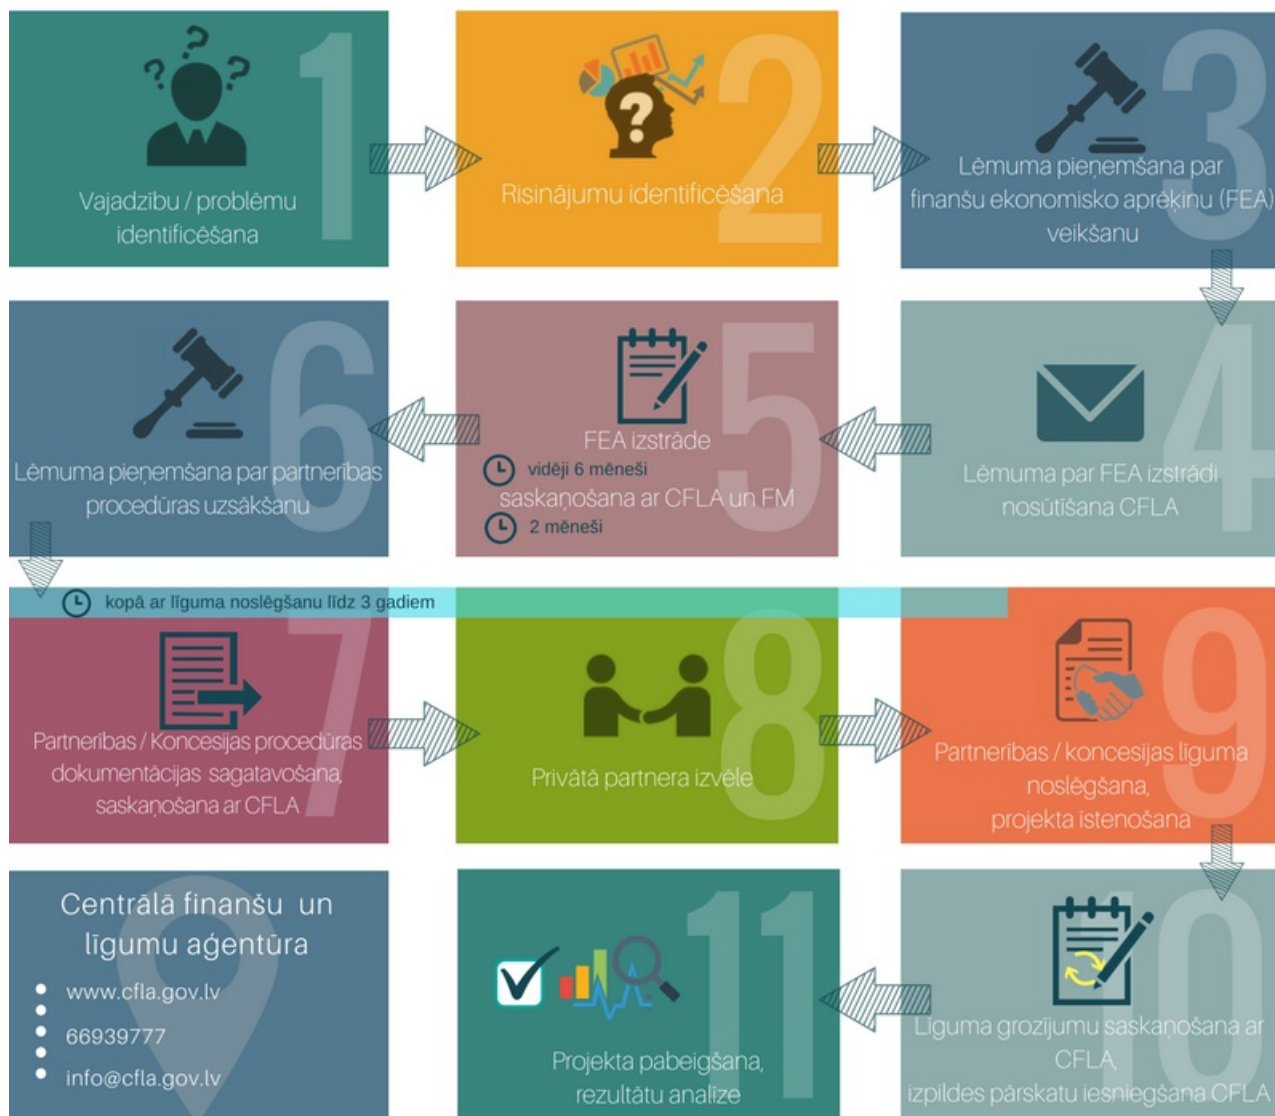 1
Vajadzību / problēmu
identificēšana
2
Risinājumu identificēšana
3
Lēmuma pieņemšana par
finanšu ekonomisko aprēķinu (FEA)
veikšanu
4
Lēmuma par FEA izstrādi
nosūtīšana CFLA
5
FEA izstrāde
vidēji 6 mēneši
saskaņošana ar CFLA un FM
2 mēneši
6
Lēmuma pieņemšana par partnerības
procedūras uzsākšanu
kopā ar līguma noslēgšanu līdz 3 gadiem
7
Partnerības / Koncesijas procedūras
dokumentācijas sagatavošana,
saskaņošana ar CFLA
8
Privātā partnera izvēle
9
Partnerības / koncesijas līguma
noslēgšana,
projekta īstenošana
10
Līguma grozījumu saskaņošana ar
CFLA,
izpildes pārskatu iesniegšana CFLA
11
Projekta pabeigšana,
rezultātu analīze
Centrālā finanšu un
līgumu aģentūra
www.cfla.gov.lv
66939777
info@cfla.gov.lv